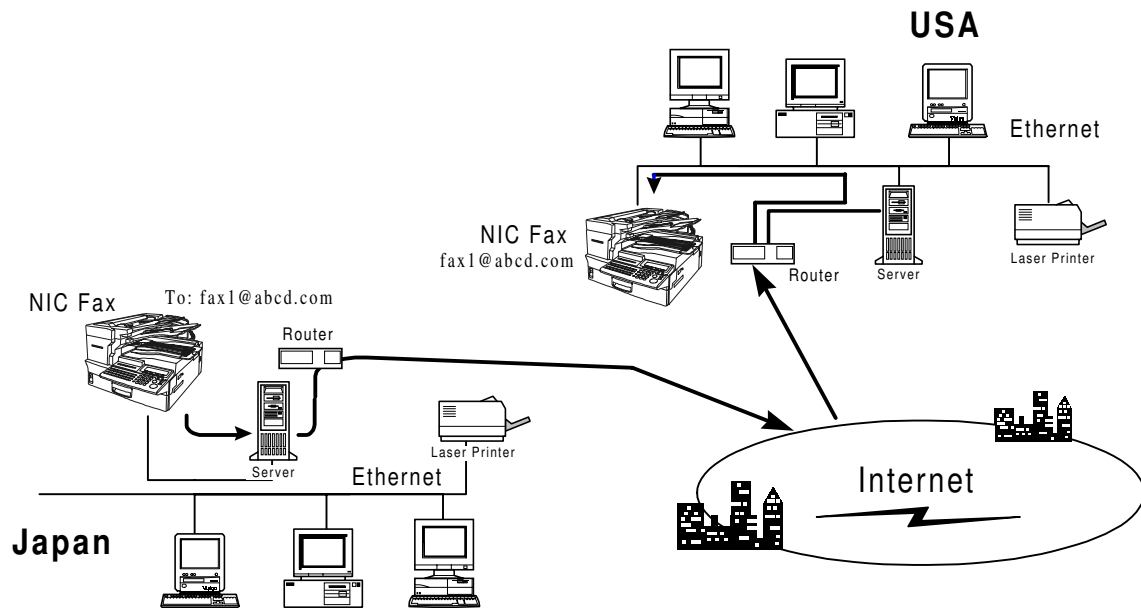 USA
Ethernet
NIC Fax
fax1@abcd.com
Router
Server
Laser Printer
NIC Fax
To: fax1@abcd.com
Router
Server
Laser Printer
Ethernet
Internet
Japan